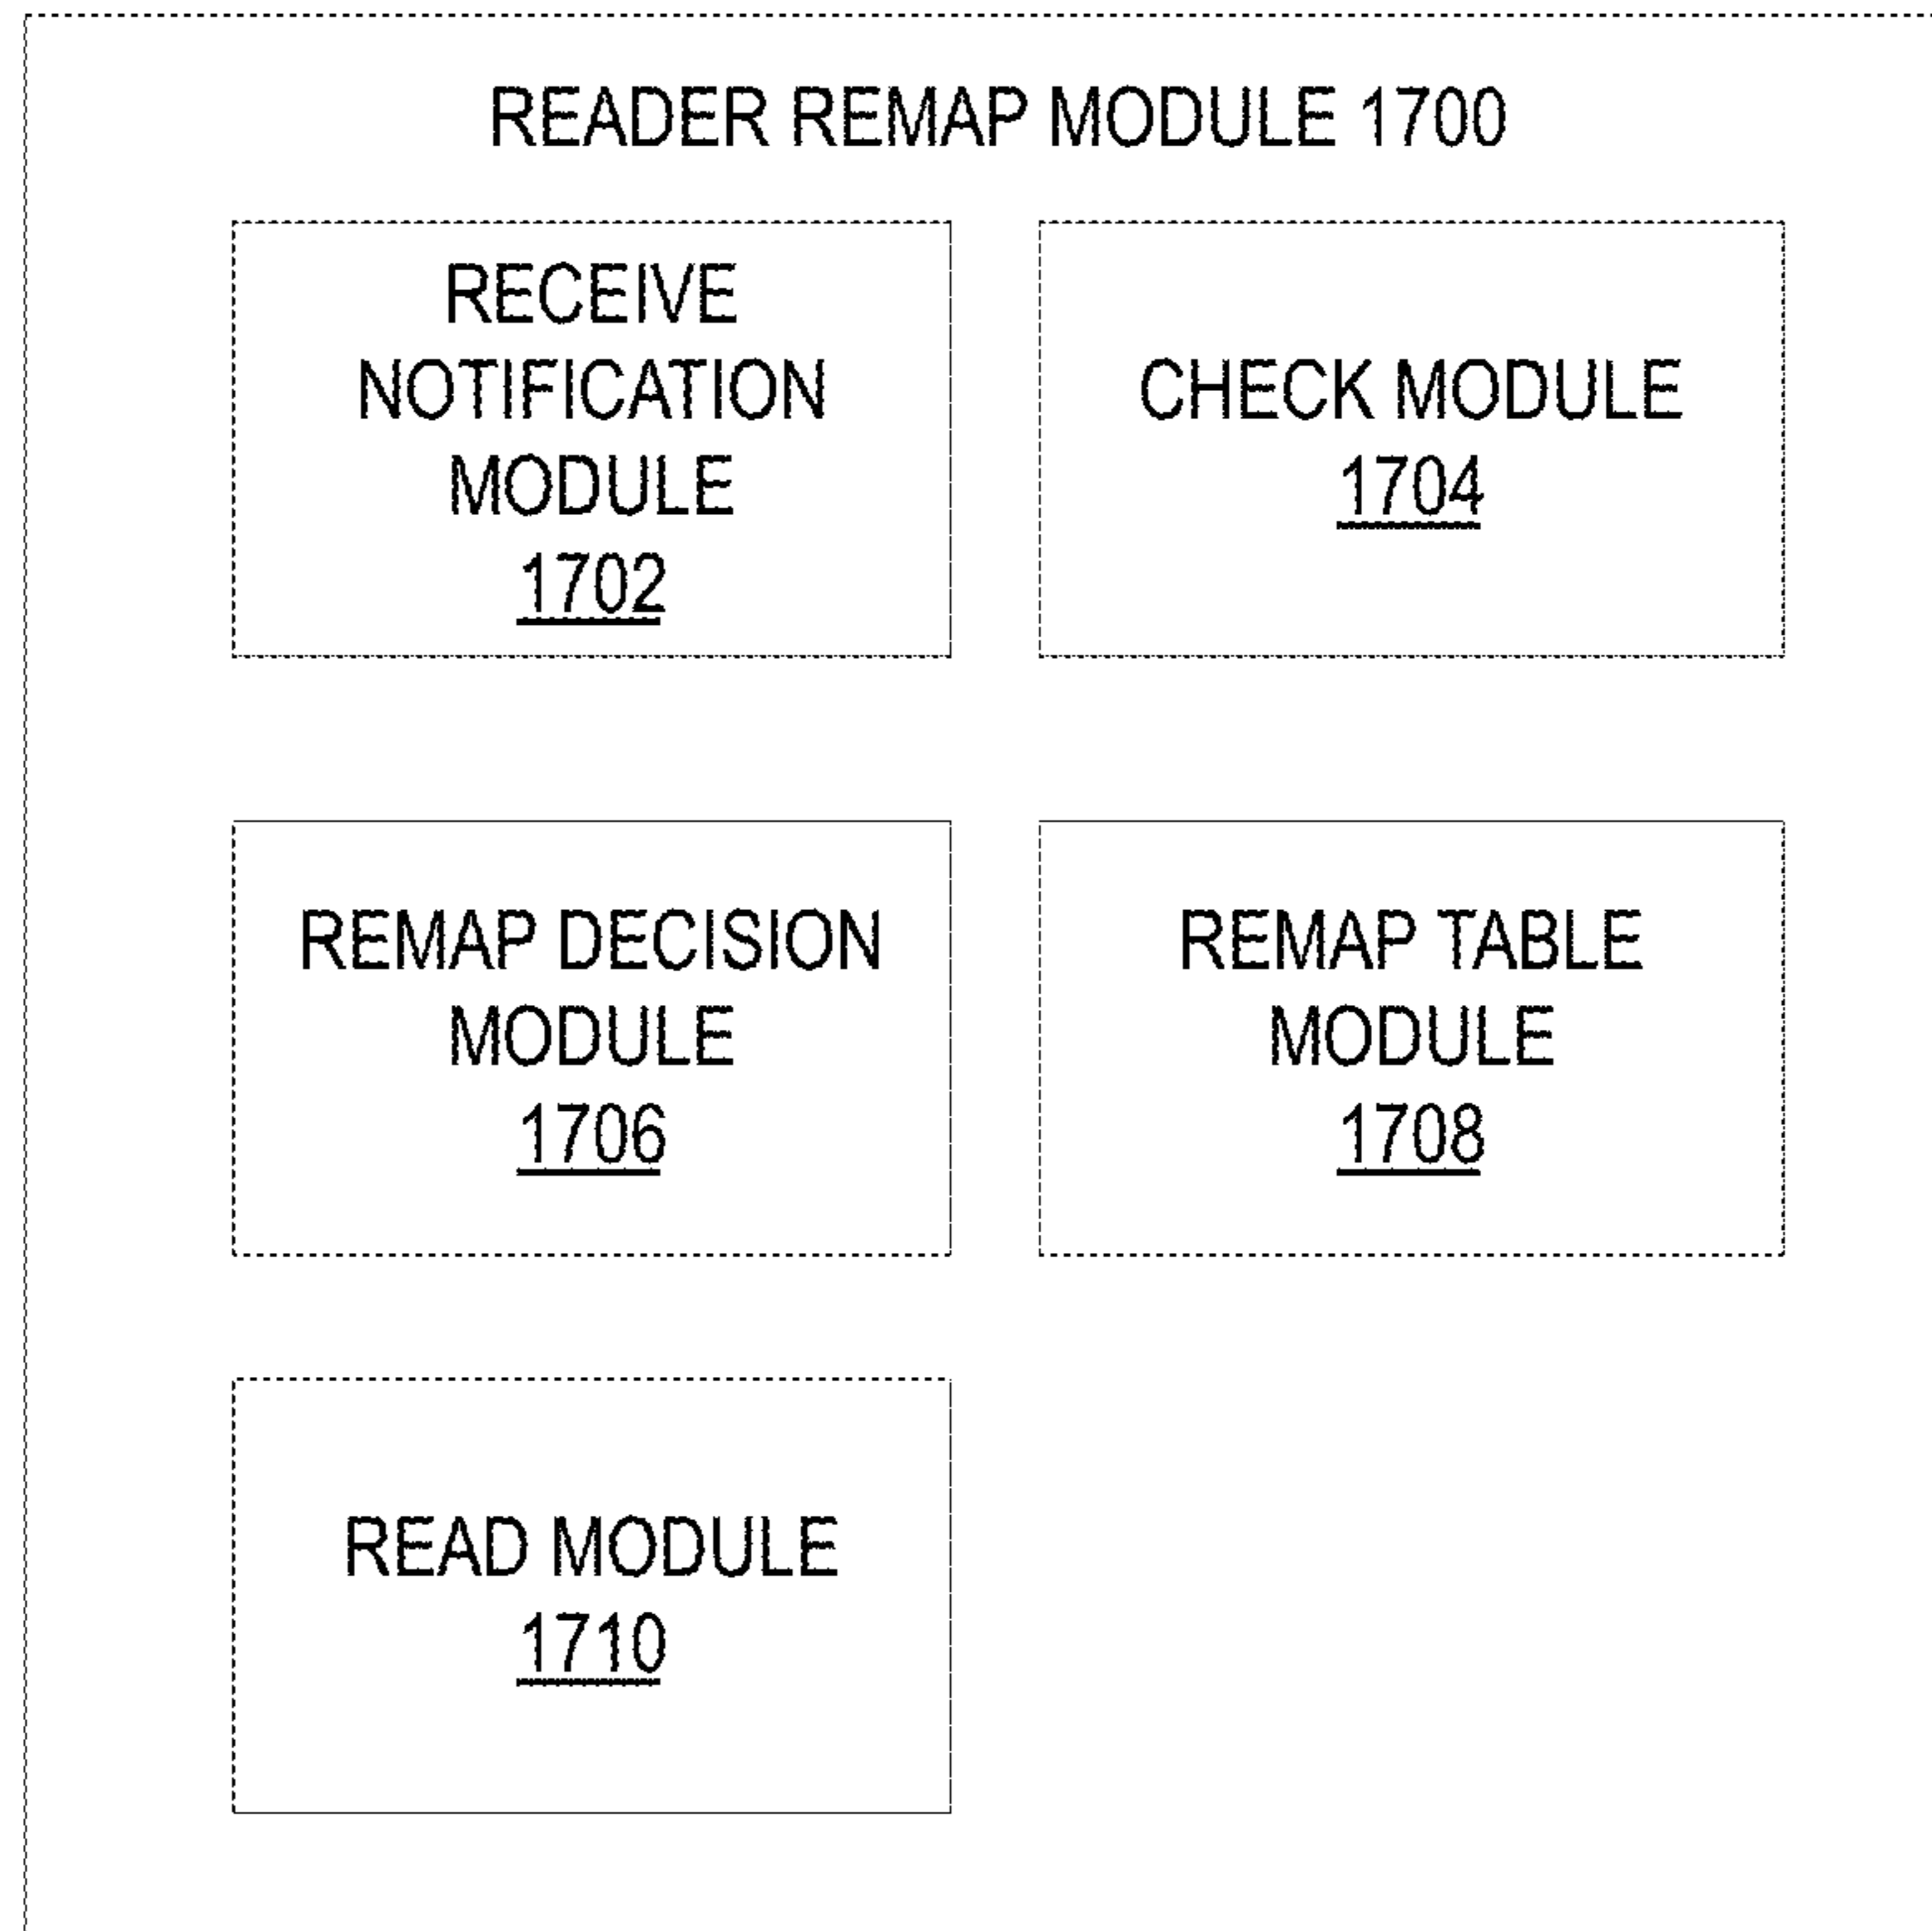 READER REMAP MODULE 1700
RECEIVE
NOTIFICATION
MODULE
1702
CHECK MODULE
1704
REMAP DECISION
MODULE
1706
REMAP TABLE
MODULE
1708
READ MODULE
1710